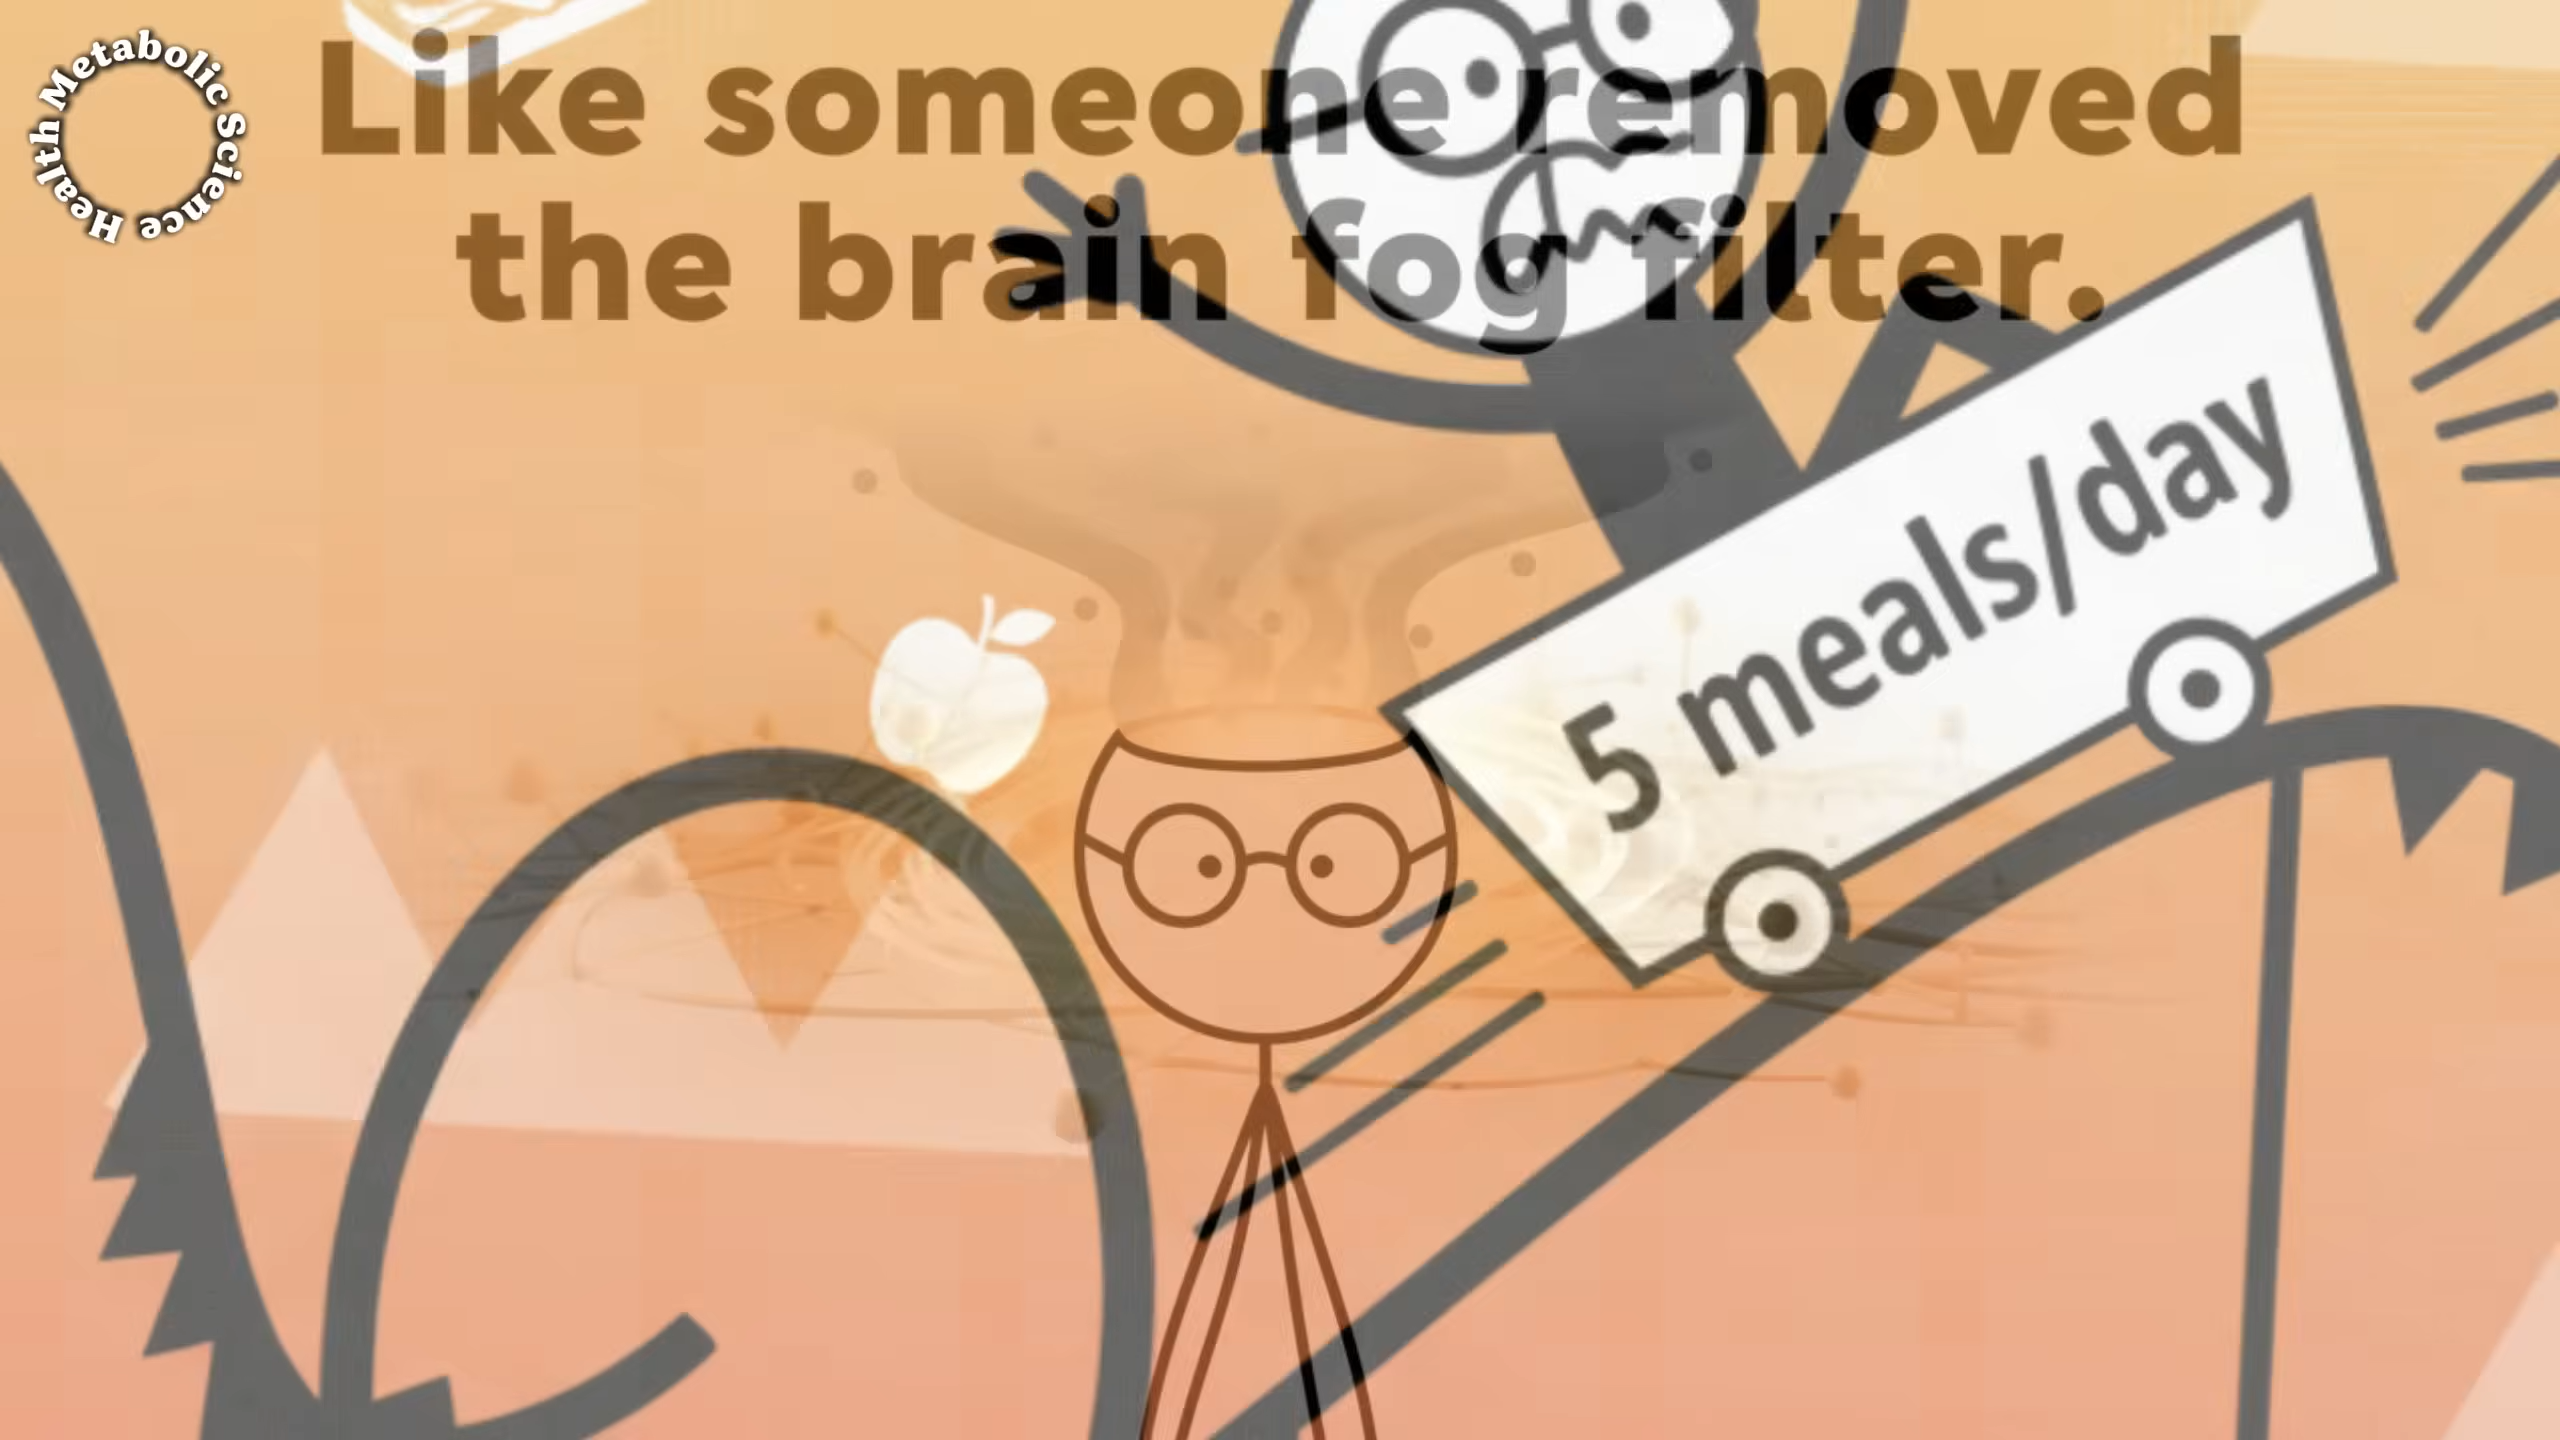 Metabolic Science Health
Like someone removed
the brain fog filter.
5 meals/day